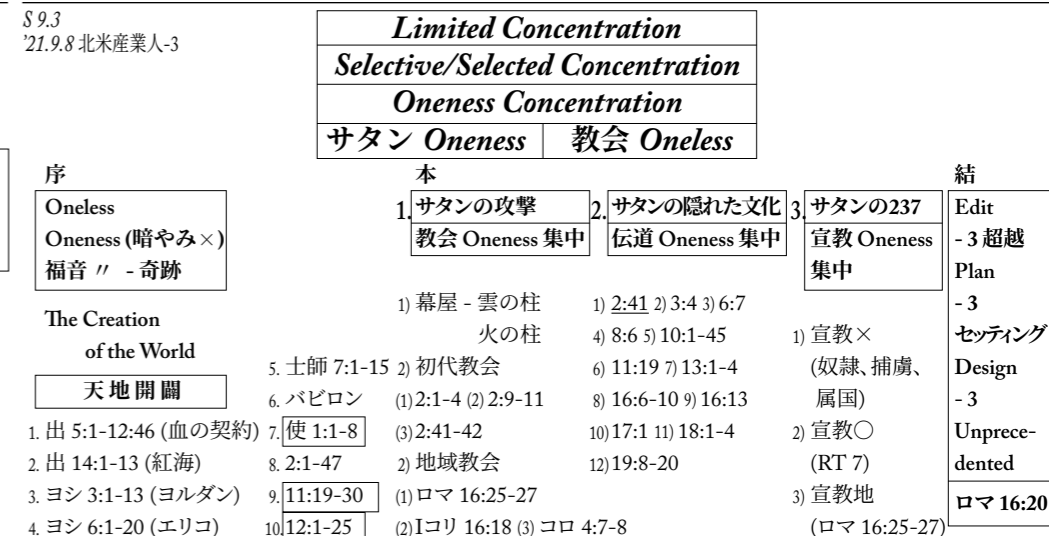 S 9.3
'21.9.8 北米産業人-3
Limited Concentration
Selective/Selected Concentration
Oneness Concentration
サタン Oneness 教会 Oneless
序
Oneless
Oneness (暗やみ×)
福音 〃 - 奇跡
The Creation
of the World
天地開闢
1. 出 5:1-12:46 (血の契約)
2. 出 14:1-13 (紅海)
3. ヨシ 3:1-13 (ヨルダン)
4. ヨシ 6:1-20 (エリコ)
5. 士師 7:1-15
6. バビロン
7. 使 1:1-8
8. 2:1-47
9. 11:19-30
10. 12:1-25
本
1. サタンの攻撃
教会 Oneness 集中
1) 幕屋 - 雲の柱
火の柱
2) 初代教会
(1) 2:1-4 (2) 2:9-11
(3) 2:41-42
2) 地域教会
(1) ロマ 16:25-27
(2) Iコリ 16:18 (3) コロ 4:7-8
2. サタンの隠れた文化
伝道 Oneness 集中
1) 2:41 2) 3:4 3) 6:7
4) 8:6 5) 10:1-45
6) 11:19 7) 13:1-4
8) 16:6-10 9) 16:13
10) 17:1 11) 18:1-4
12) 19:8-20
3. サタンの237
宣教 Oneness
集中
1) 宣教×
(奴隷、捕虜、
属国)
2) 宣教○
(RT 7)
3) 宣教地
(ロマ 16:25-27)
結
Edit
- 3 超越
Plan
- 3
セッティング
Design
- 3
Unprece-
dented
ロマ 16:20